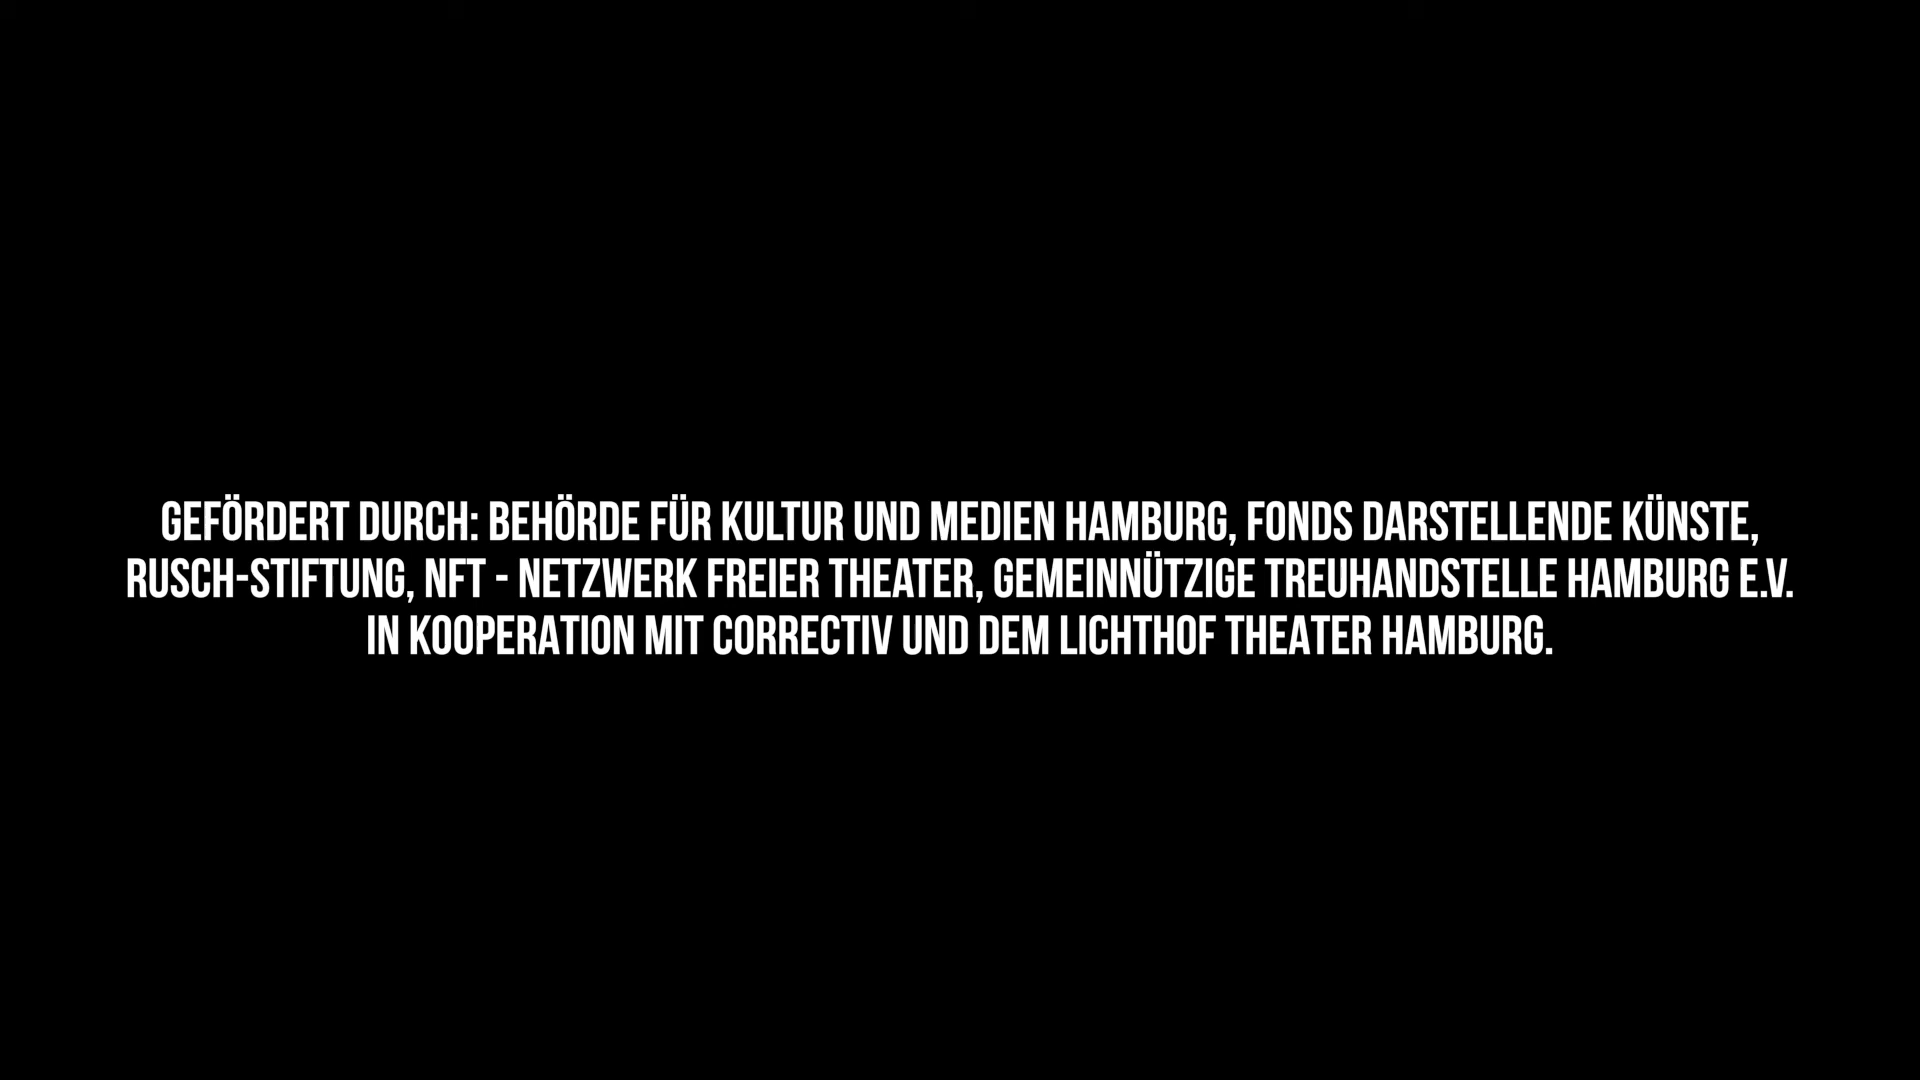 GEFÖRDERT DURCH: BEHÖRDE FÜR KULTUR UND MEDIEN HAMBURG, FONDS DARSTELLENDE KÜNSTE,
RUSCH-STIFTUNG, NFT - NETZWERK FREIER THEATER, GEMEINNÜTZIGE TREUHANDSTELLE HAMBURG E.V.
IN KOOPERATION MIT CORRECTIV UND DEM LICHTHOF THEATER HAMBURG.